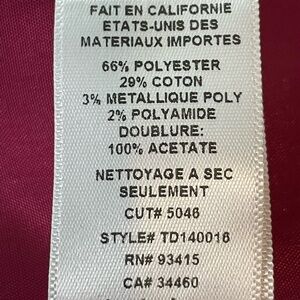 FAIT EN CALIFORNIE
ETATS-UNIS DES
MATERIAUX IMPORTES
66% POLYESTER
29% COTON
3% METALLIQUE POLY
2% POLYAMIDE
DOUBLURE:
100% ACETATE
NETTOYAGE A SEC
SEULEMENT
CUT# 5046
STYLE# TD140016
RN# 93415
CA# 34460